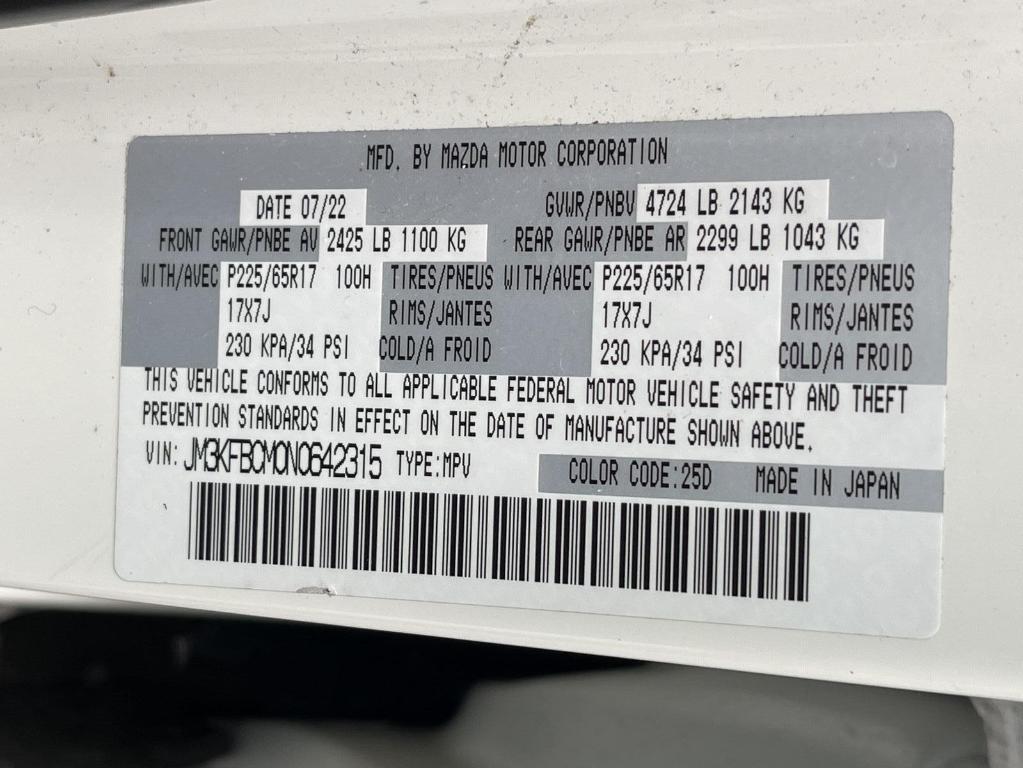 MFD. BY MAZDA MOTOR CORPORATION
DATE 07/22 GVWR/PNBV 4724 LB 2143 KG
FRONT GAWR/PNBE AV 2425 LB 1100 KG REAR GAWR/PNBE AR 2299 LB 1043 KG
WITH/AVEC P225/65R17 100H TIRES/PNEUS WITH/AVEC P225/65R17 100H TIRES/PNEUS
17X7J RIMS/JANTES 17X7J RIMS/JANTES
230 KPA/34 PSI COLD/A FROID 230 KPA/34 PSI COLD/A FROID
THIS VEHICLE CONFORMS TO ALL APPLICABLE FEDERAL MOTOR VEHICLE SAFETY AND THEFT
PREVENTION STANDARDS IN EFFECT ON THE DATE OF MANUFACTURE SHOWN ABOVE.
VIN: JM3KFBCM0N0642315 TYPE:MPV COLOR CODE:25D MADE IN JAPAN